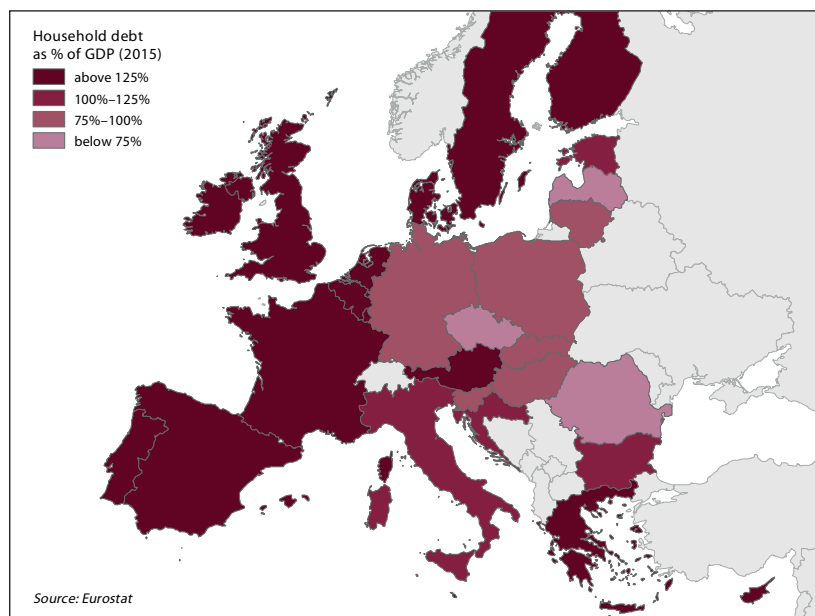 Household debt
as % of GDP (2015)
above 125%
100%–125%
75%–100%
below 75%
Source: Eurostat